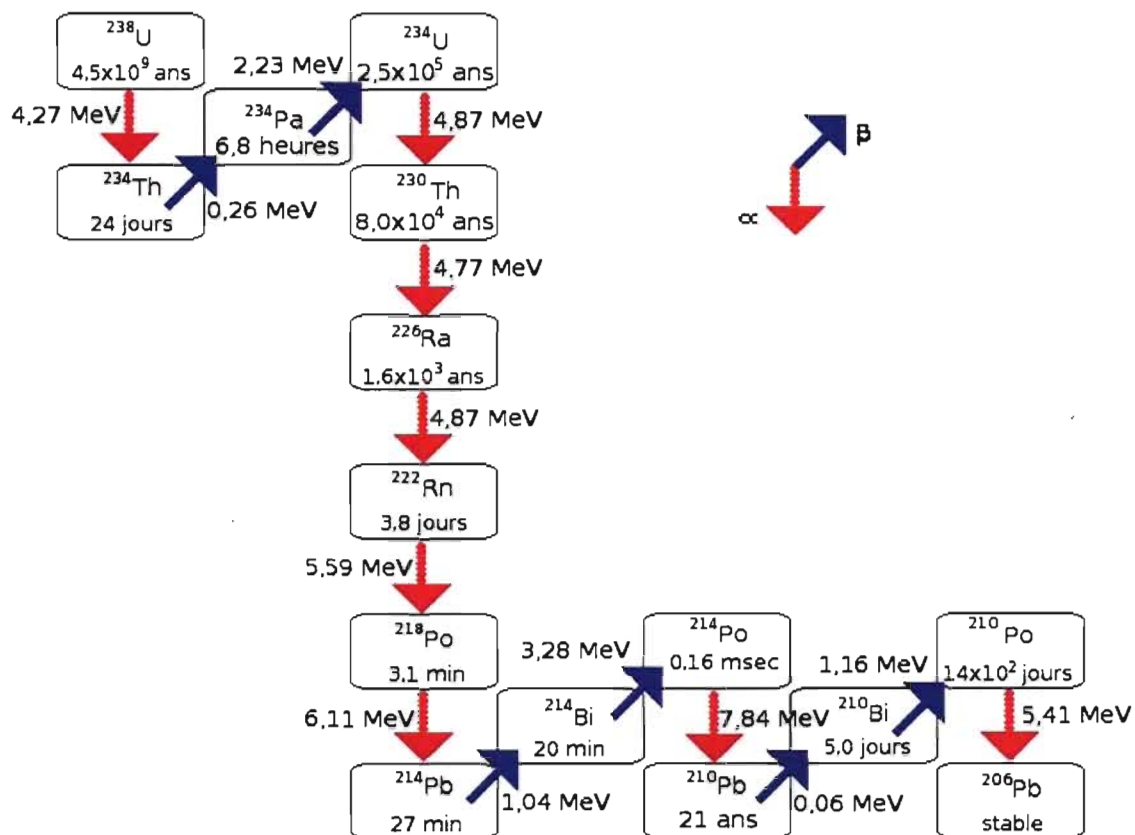 ²³⁸U
4,5x10⁹ ans
4,27 MeV
²³⁴Th
24 jours
0,26 MeV
²³⁴Pa
6,8 heures
2,23 MeV
²³⁴U
2,5x10⁵ ans
4,87 MeV
²³⁰Th
8,0x10⁴ ans
4,77 MeV
²²⁶Ra
1,6x10³ ans
4,87 MeV
²²²Rn
3,8 jours
5,59 MeV
²¹⁸Po
3,1 min
6,11 MeV
²¹⁴Pb
27 min
1,04 MeV
²¹⁴Bi
20 min
3,28 MeV
²¹⁴Po
0,16 msec
7,84 MeV
²¹⁰Pb
21 ans
0,06 MeV
²¹⁰Bi
5,0 jours
1,16 MeV
²¹⁰Po
14x10² jours
5,41 MeV
²⁰⁶Pb
stable
β
∝